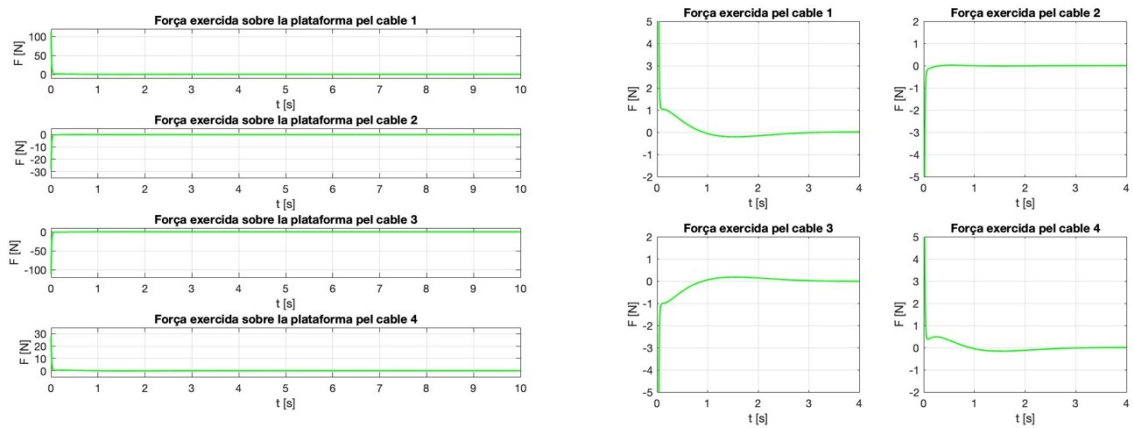 Força exercida sobre la plataforma pel cable 1
F [N]
100
50
0
0 1 2 3 4 5 6 7 8 9 10
t [s]
Força exercida sobre la plataforma pel cable 2
F [N]
0
-10
-20
-30
0 1 2 3 4 5 6 7 8 9 10
t [s]
Força exercida sobre la plataforma pel cable 3
F [N]
0
-50
-100
0 1 2 3 4 5 6 7 8 9 10
t [s]
Força exercida sobre la plataforma pel cable 4
F [N]
30
20
10
0
0 1 2 3 4 5 6 7 8 9 10
t [s]
Força exercida pel cable 1
F [N]
5
4
3
2
1
0
-1
-2
0 1 2 3 4
t [s]
Força exercida pel cable 2
F [N]
2
1
0
-1
-2
-3
-4
-5
0 1 2 3 4
t [s]
Força exercida pel cable 3
F [N]
2
1
0
-1
-2
-3
-4
-5
0 1 2 3 4
t [s]
Força exercida pel cable 4
F [N]
5
4
3
2
1
0
-1
-2
0 1 2 3 4
t [s]